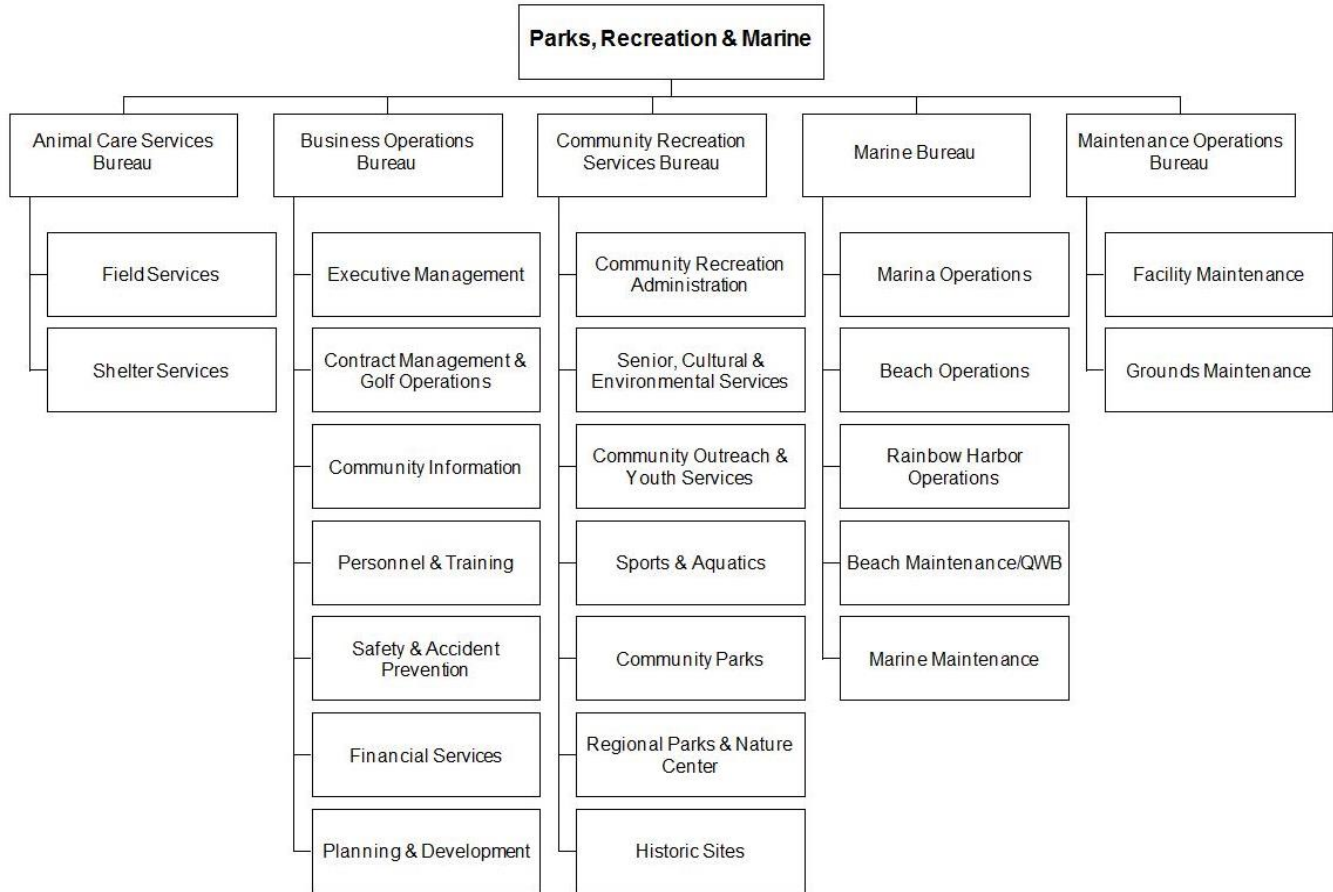 Parks, Recreation & Marine
Animal Care Services
Bureau
Business Operations
Bureau
Community Recreation
Services Bureau
Marine Bureau
Maintenance Operations
Bureau
Field Services
Shelter Services
Executive Management
Contract Management &
Golf Operations
Community Information
Personnel & Training
Safety & Accident
Prevention
Financial Services
Planning & Development
Community Recreation
Administration
Senior, Cultural &
Environmental Services
Community Outreach &
Youth Services
Sports & Aquatics
Community Parks
Regional Parks & Nature
Center
Historic Sites
Marina Operations
Beach Operations
Rainbow Harbor
Operations
Beach Maintenance/QWB
Marine Maintenance
Facility Maintenance
Grounds Maintenance